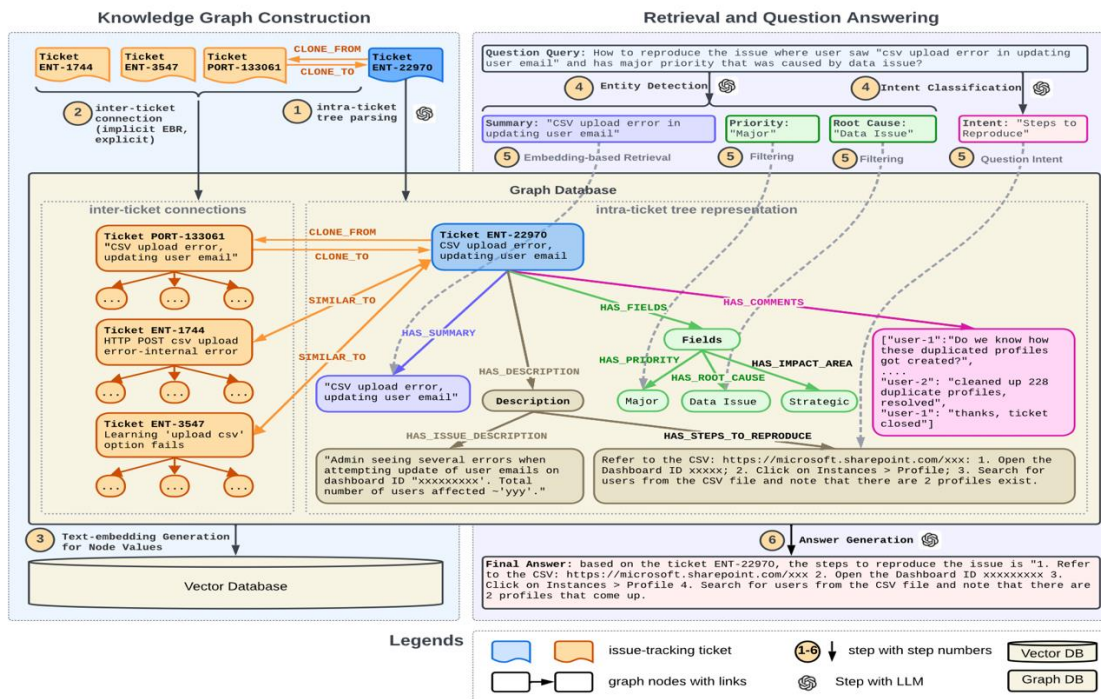 Knowledge Graph Construction
Retrieval and Question Answering
Ticket
ENT-1744
Ticket
ENT-3547
Ticket
PORT-133061
CLONE_FROM
CLONE_TO
Ticket
ENT-22970
2
inter-ticket
connection
(implicit EBR,
explicit)
1
intra-ticket
tree parsing
Question Query: How to reproduce the issue where user saw "csv upload error in updating
user email" and has major priority that was caused by data issue?
4
Entity Detection
4
Intent Classification
Summary: "CSV upload error in
updating user email"
Priority:
"Major"
Root Cause:
"Data Issue"
Intent: "Steps to
Reproduce"
5
Embedding-based Retrieval
5
Filtering
5
Filtering
5
Question Intent
Graph Database
inter-ticket connections
intra-ticket tree representation
Ticket PORT-133061
"CSV upload error,
updating user email"
CLONE_FROM
CLONE_TO
Ticket ENT-22970
CSV upload error,
updating user email
...
...
...
SIMILAR_TO
Ticket ENT-1744
HTTP POST csv upload
error-internal error
...
...
...
SIMILAR_TO
Ticket ENT-3547
Learning 'upload csv'
option fails
...
...
...
HAS_SUMMARY
HAS_DESCRIPTION
HAS_FIELDS
HAS_COMMENTS
"CSV upload error,
updating user email"
Description
Fields
HAS_PRIORITY
HAS_ROOT_CAUSE
HAS_IMPACT_AREA
Major
Data Issue
Strategic
["user-1":"Do we know how
these duplicated profiles
got created?",
....
"user-2": "cleaned up 228
duplicate profiles,
resolved",
"user-1": "thanks, ticket
closed"]
HAS_ISSUE_DESCRIPTION
HAS_STEPS_TO_REPRODUCE
"Admin seeing several errors when
attempting update of user emails on
dashboard ID "xxxxxxxxx'. Total
number of users affected ~'yyy'."
Refer to the CSV: https://microsoft.sharepoint.com/xxx: 1. Open the
Dashboard ID xxxxx; 2. Click on Instances > Profile; 3. Search for
users from the CSV file and note that there are 2 profiles exist.
3
Text-embedding Generation
for Node Values
Vector Database
6
Answer Generation
Final Answer: based on the ticket ENT-22970, the steps to reproduce the issue is "1. Refer
to the CSV: https://microsoft.sharepoint.com/xxx 2. Open the Dashboard ID xxxxxxxxx 3.
Click on Instances > Profile 4. Search for users from the CSV file and note that there are
2 profiles that come up.
Legends
issue-tracking ticket
1-6
step with step numbers
Vector DB
graph nodes with links
Step with LLM
Graph DB